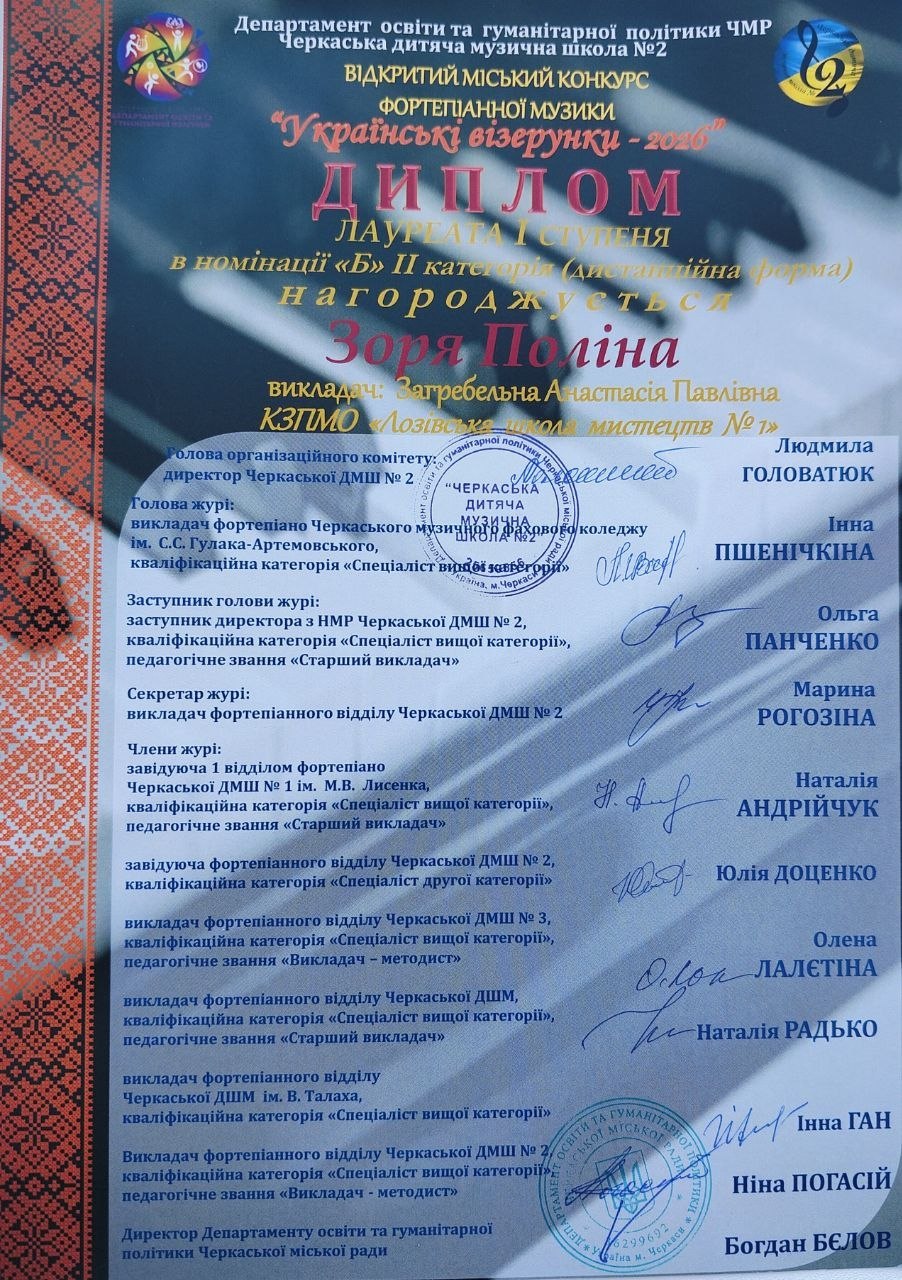 Департамент освіти та гуманітарної політики ЧМР
Черкаська дитяча музична школа №2
ВІДКРИТИЙ МІСЬКИЙ КОНКУРС
ФОРТЕПІАННОЇ МУЗИКИ
"Українські візерунки - 2026"
ДИПЛОМ
ЛАУРЕАТА І СТУПЕНЯ
в номінації «Б» ІІ категорія (дистанційна форма)
нагороджується
Зоря Поліна
викладач: Загребельна Анастасія Павлівна
КЗПМО «Лозівська школа мистецтв №1»
Голова організаційного комітету:
директор Черкаської ДМШ № 2
Людмила
ГОЛОВАТЮК
"ЧЕРКАСЬКА
ДИТЯЧА
МУЗИЧНА
ШКОЛА №2"
Голова журі:
викладач фортепіано Черкаського музичного фахового коледжу
ім. С.С. Гулака-Артемовського,
кваліфікаційна категорія «Спеціаліст вищої категорії»
Інна
ПШЕНІЧКІНА
Заступник голови журі:
заступник директора з НМР Черкаської ДМШ № 2,
кваліфікаційна категорія «Спеціаліст вищої категорії»,
педагогічне звання «Старший викладач»
Ольга
ПАНЧЕНКО
Секретар журі:
викладач фортепіанного відділу Черкаської ДМШ № 2
Марина
РОГОЗІНА
Члени журі:
завідуюча 1 відділом фортепіано
Черкаської ДМШ № 1 ім. М.В. Лисенка,
кваліфікаційна категорія «Спеціаліст вищої категорії»,
педагогічне звання «Старший викладач»
Наталія
АНДРІЙЧУК
завідуюча фортепіанного відділу Черкаської ДМШ № 2,
кваліфікаційна категорія «Спеціаліст другої категорії»
Юлія ДОЦЕНКО
викладач фортепіанного відділу Черкаської ДМШ № 3,
кваліфікаційна категорія «Спеціаліст вищої категорії»,
педагогічне звання «Викладач – методист»
Олена
ЛАЛЄТІНА
викладач фортепіанного відділу Черкаської ДШМ,
кваліфікаційна категорія «Спеціаліст вищої категорії»,
педагогічне звання «Старший викладач»
Наталія РАДЬКО
викладач фортепіанного відділу
Черкаської ДШМ ім. В. Талаха,
кваліфікаційна категорія «Спеціаліст вищої категорії»
Інна ГАН
Викладач фортепіанного відділу Черкаської ДМШ № 2,
кваліфікаційна категорія «Спеціаліст вищої категорії»,
педагогічне звання «Викладач - методист»
Ніна ПОГАСІЙ
Директор Департаменту освіти та гуманітарної
політики Черкаської міської ради
Богдан БЄЛОВ